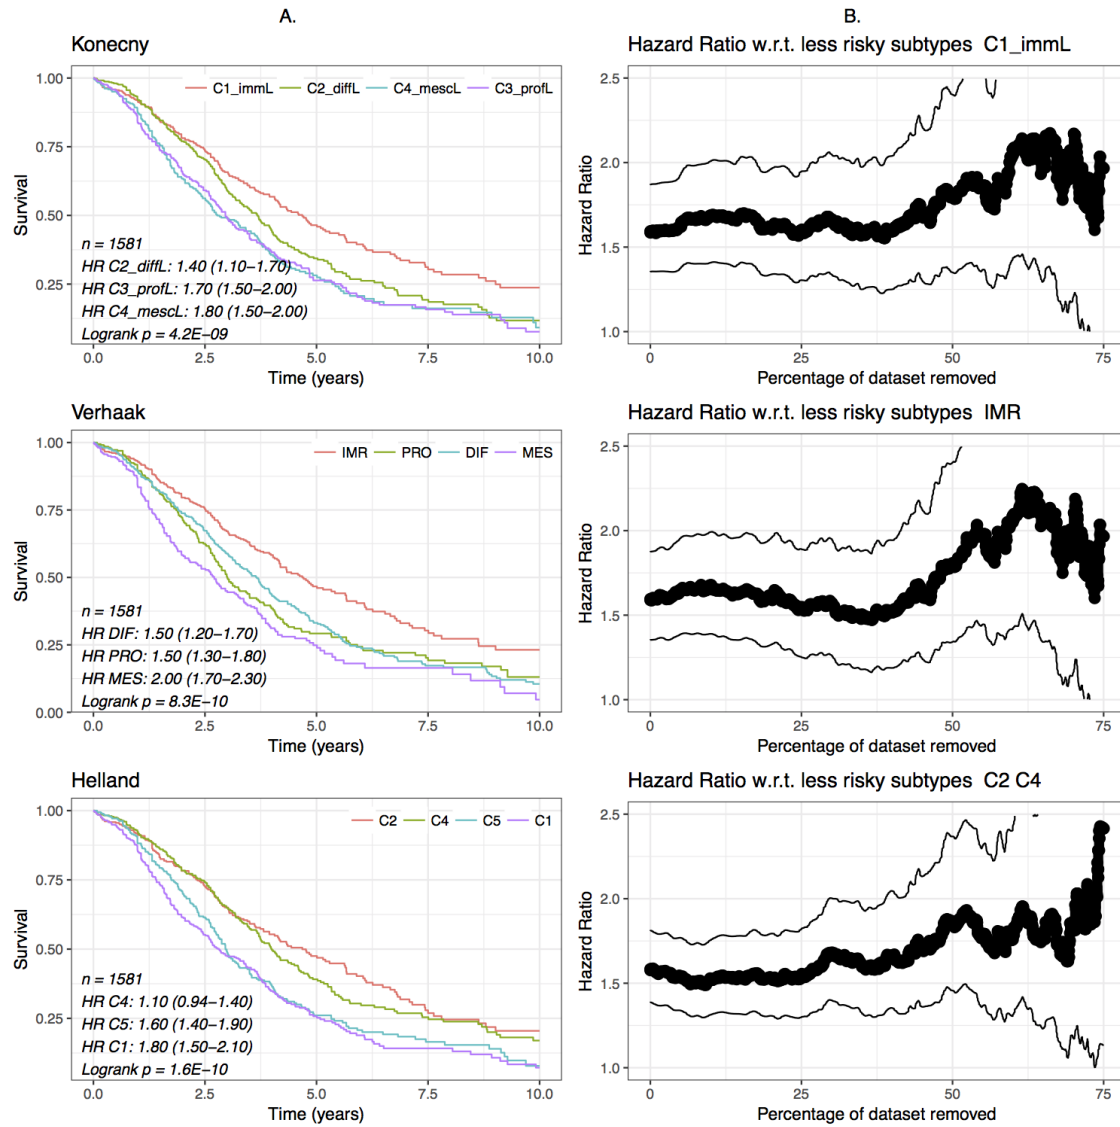 A.
B.
Konecny
Hazard Ratio w.r.t. less risky subtypes  C1_immL
C1_immL C2_diffL C4_mescL C3_profL
1.00
0.75
0.50
0.25
Survival
n = 1581
HR C2_diffL: 1.40 (1.10−1.70)
HR C3_profL: 1.70 (1.50−2.00)
HR C4_mescL: 1.80 (1.50−2.00)
Logrank p = 4.2E−09
0.0 2.5 5.0 7.5 10.0
Time (years)
2.5
2.0
1.5
1.0
Hazard Ratio
0 25 50 75
Percentage of dataset removed
Verhaak
Hazard Ratio w.r.t. less risky subtypes  IMR
IMR PRO DIF MES
1.00
0.75
0.50
0.25
0.00
Survival
n = 1581
HR DIF: 1.50 (1.20−1.70)
HR PRO: 1.50 (1.30−1.80)
HR MES: 2.00 (1.70−2.30)
Logrank p = 8.3E−10
0.0 2.5 5.0 7.5 10.0
Time (years)
2.5
2.0
1.5
1.0
Hazard Ratio
0 25 50 75
Percentage of dataset removed
Helland
Hazard Ratio w.r.t. less risky subtypes  C2 C4
C2 C4 C5 C1
1.00
0.75
0.50
0.25
Survival
n = 1581
HR C4: 1.10 (0.94−1.40)
HR C5: 1.60 (1.40−1.90)
HR C1: 1.80 (1.50−2.10)
Logrank p = 1.6E−10
0.0 2.5 5.0 7.5 10.0
Time (years)
2.5
2.0
1.5
1.0
Hazard Ratio
0 25 50 75
Percentage of dataset removed